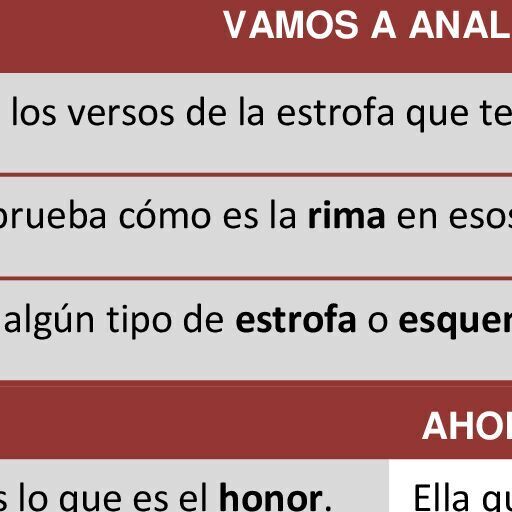 VAMOS A ANAL
los versos de la estrofa que te
prueba cómo es la rima en esos
algún tipo de estrofa o esquer
AHO
s lo que es el honor.
Ella qu